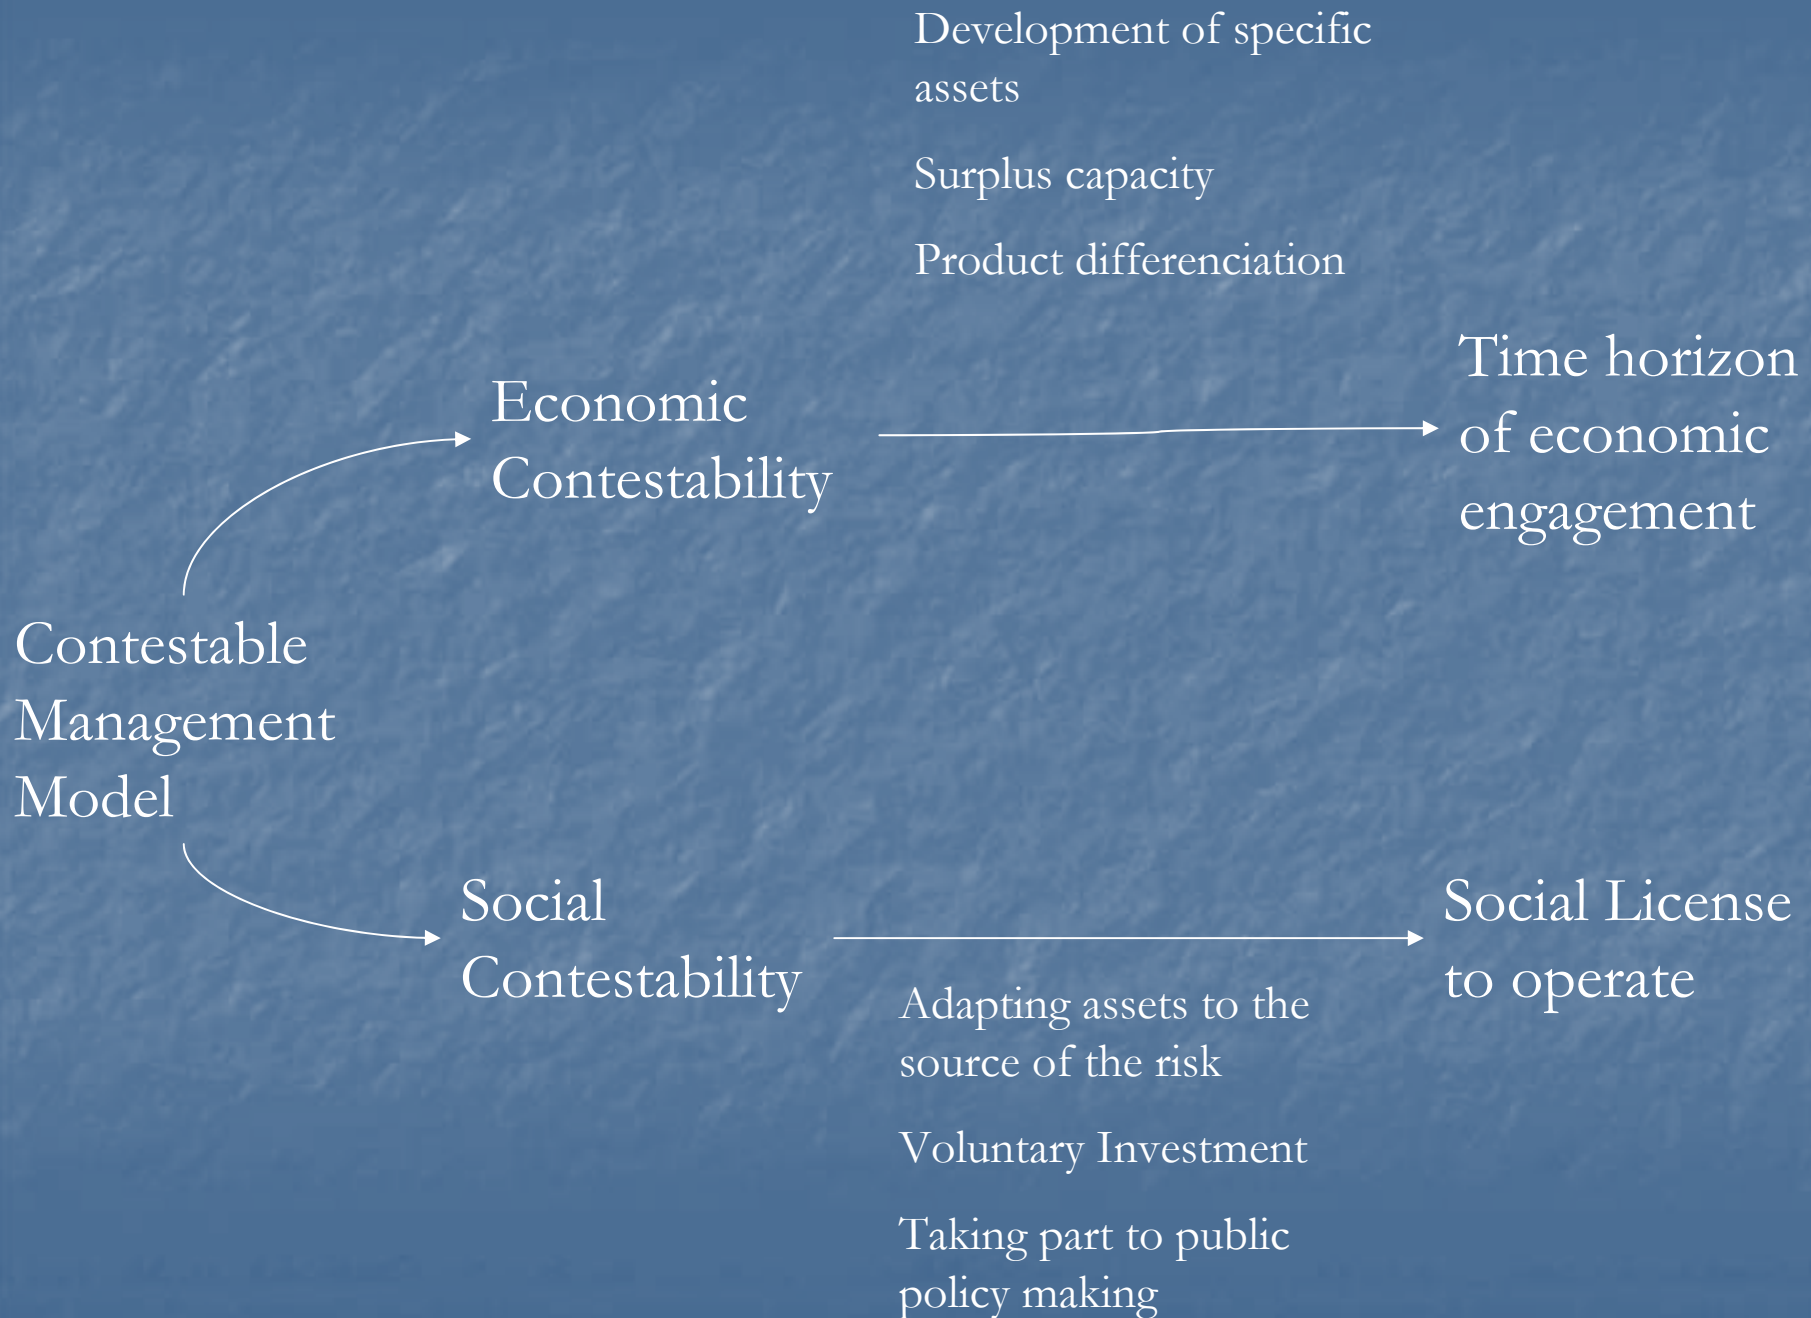 Development of specific
assets
Surplus capacity
Product differenciation
Time horizon
of economic
engagement
Economic
Contestability
Contestable
Management
Model
Social
Contestability
Social License
to operate
Adapting assets to the
source of the risk
Voluntary Investment
Taking part to public
policy making